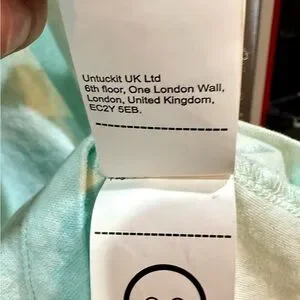 Untuckit UK Ltd
6th floor, One London Wall,
London, United Kingdom,
EC2Y 5EB.